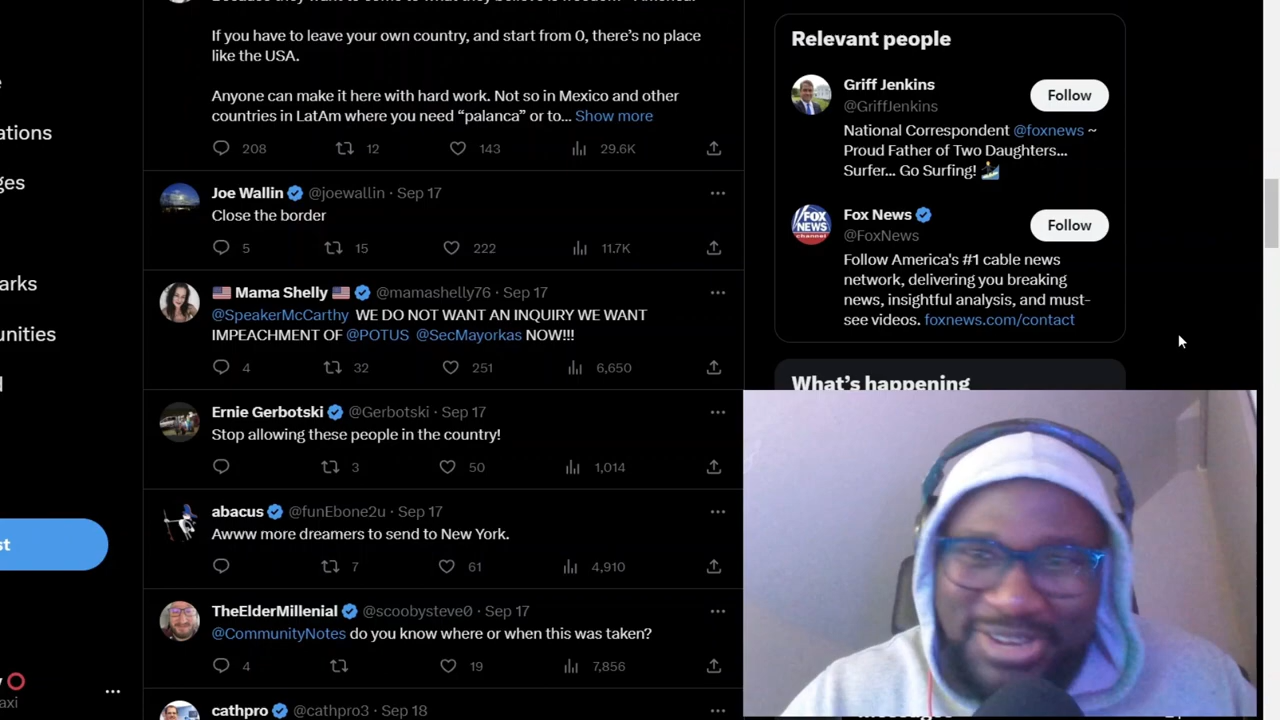 If you have to leave your own country, and start from 0, there's no place
like the USA.
Anyone can make it here with hard work. Not so in Mexico and other
countries in LatAm where you need “palanca” or to... Show more
208 12 143 29.6K
Joe Wallin @joewallin · Sep 17
Close the border
5 15 222 11.7K
🇺🇸 Mama Shelly 🇺🇸 @mamashelly76 · Sep 17
@SpeakerMcCarthy WE DO NOT WANT AN INQUIRY WE WANT
IMPEACHMENT OF @POTUS @SecMayorkas NOW!!!
4 32 251 6,650
Ernie Gerbotski @Gerbotski · Sep 17
Stop allowing these people in the country!
3 50 1,014
abacus @funEbone2u · Sep 17
Awww more dreamers to send to New York.
7 61 4,910
TheElderMillenial @scoobysteve0 · Sep 17
@CommunityNotes do you know where or when this was taken?
4 19 7,856
cathpro @cathpro3 · Sep 18
Relevant people
Griff Jenkins
@GriffJenkins
Follow
National Correspondent @foxnews ~
Proud Father of Two Daughters...
Surfer... Go Surfing! 🏄
Fox News
@FoxNews
Follow
FOX
NEWS
channel
Follow America's #1 cable news
network, delivering you breaking
news, insightful analysis, and must-
see videos. foxnews.com/contact
What's happening